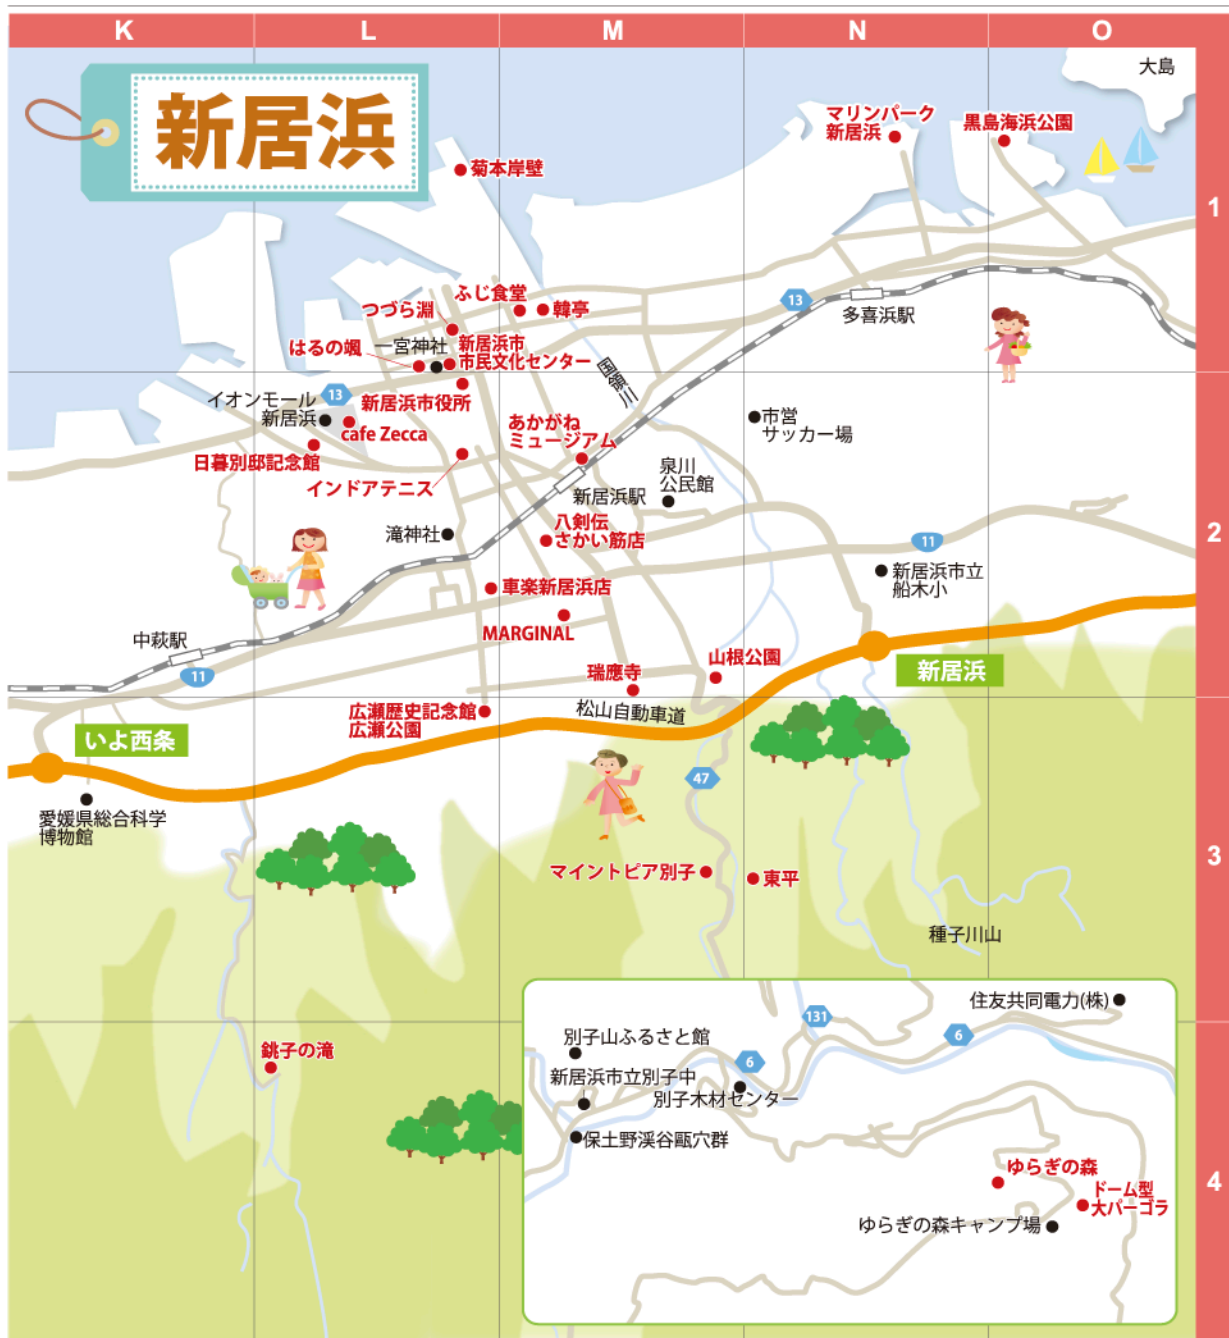 K L M N O
新居浜
大島
マリンパーク
新居浜
黒島海浜公園
菊本岸壁
1
ふじ食堂
韓亭
つづら淵
13
多喜浜駅
はるの颯
一宮神社
新居浜市
市民文化センター
国領川
13
イオンモール
新居浜
新居浜市役所
cafe Zecca
あかがね
ミュージアム
市営
サッカー場
日暮別邸記念館
インドアテニス
新居浜駅
泉川
公民館
滝神社
八剣伝
さかい筋店
2
11
新居浜市立
船木小
車楽新居浜店
MARGINAL
中萩駅
11
瑞應寺
山根公園
新居浜
広瀬歴史記念館
広瀬公園
松山自動車道
いよ西条
47
愛媛県総合科学
博物館
3
マイントピア別子
東平
種子川山
住友共同電力(株)
131
6
別子山ふるさと館
6
新居浜市立別子中
別子木材センター
銚子の滝
保土野渓谷甌穴群
ゆらぎの森
4
ドーム型
大パーゴラ
ゆらぎの森キャンプ場